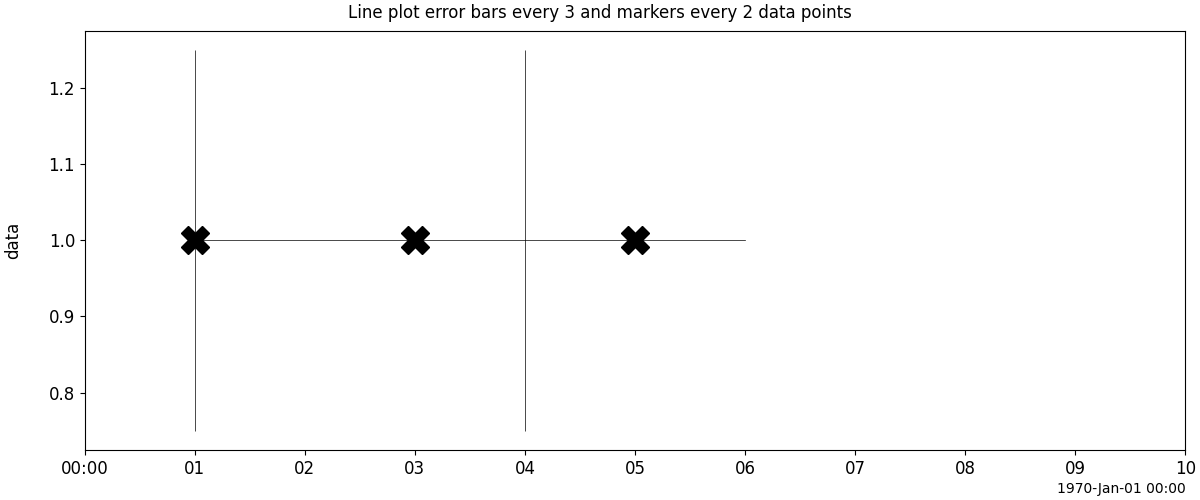 Line plot error bars every 3 and markers every 2 data points
data
1.2
1.1
1.0
0.9
0.8
00:00 01 02 03 04 05 06 07 08 09 10
1970-Jan-01 00:00